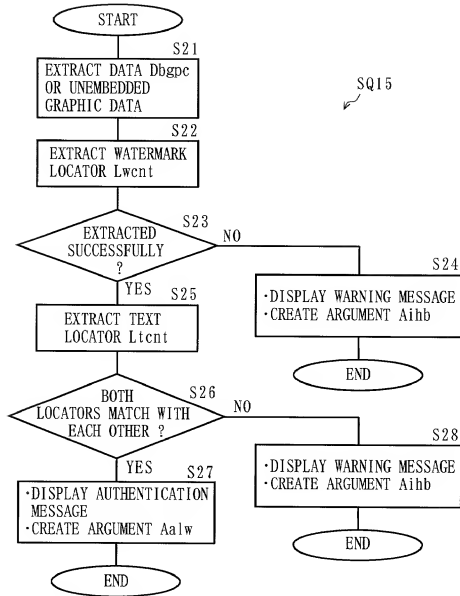 START
S21
EXTRACT DATA Dbgpc
OR UNEMBEDDED
GRAPHIC DATA
SQ15
S22
EXTRACT WATERMARK
LOCATOR Lwcnt
S23
EXTRACTED
SUCCESSFULLY
?
NO
YES
S24
·DISPLAY WARNING MESSAGE
·CREATE ARGUMENT Aihb
END
S25
EXTRACT TEXT
LOCATOR Ltcnt
S26
BOTH
LOCATORS MATCH WITH
EACH OTHER ?
NO
YES
S28
·DISPLAY WARNING MESSAGE
·CREATE ARGUMENT Aihb
END
S27
·DISPLAY AUTHENTICATION
MESSAGE
·CREATE ARGUMENT Aalw
END